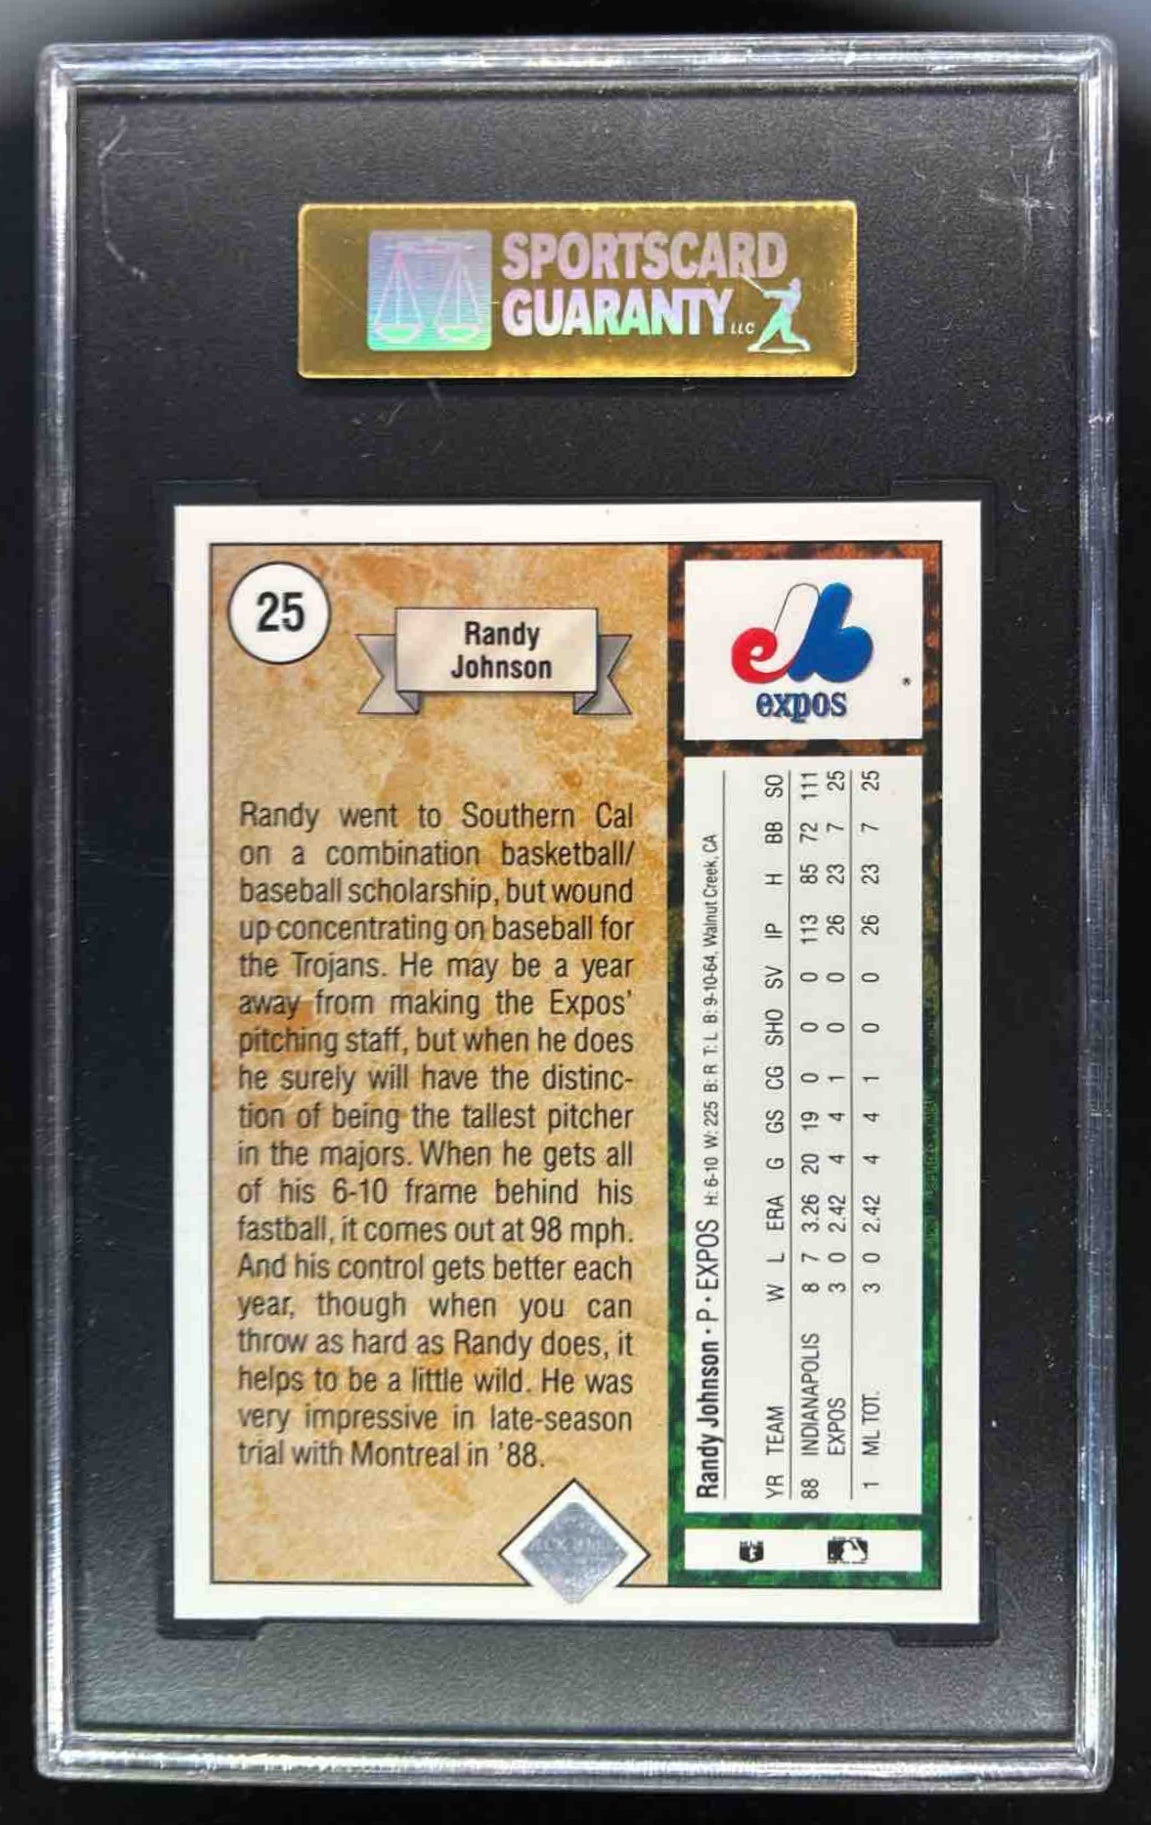 SPORTSCARD
GUARANTY LLC
25
Randy
Johnson
expos
Randy went to Southern Cal
on a combination basketball/
baseball scholarship, but wound
up concentrating on baseball for
the Trojans. He may be a year
away from making the Expos'
pitching staff, but when he does
he surely will have the distinc-
tion of being the tallest pitcher
in the majors. When he gets all
of his 6-10 frame behind his
fastball, it comes out at 98 mph.
And his control gets better each
year, though when you can
throw as hard as Randy does, it
helps to be a little wild. He was
very impressive in late-season
trial with Montreal in '88.
Randy Johnson • P • EXPOS H: 6-10 W: 225 B: R T: L B: 9-10-64, Walnut Creek, CA
YR TEAM W L ERA G GS CG SHO SV IP H BB SO
88 INDIANAPOLIS 8 7 3.26 20 19 0 0 0 113 85 72 111
EXPOS 3 0 2.42 4 4 1 0 0 26 23 7 25
1 ML TOT. 3 0 2.42 4 4 1 0 0 26 23 7 25